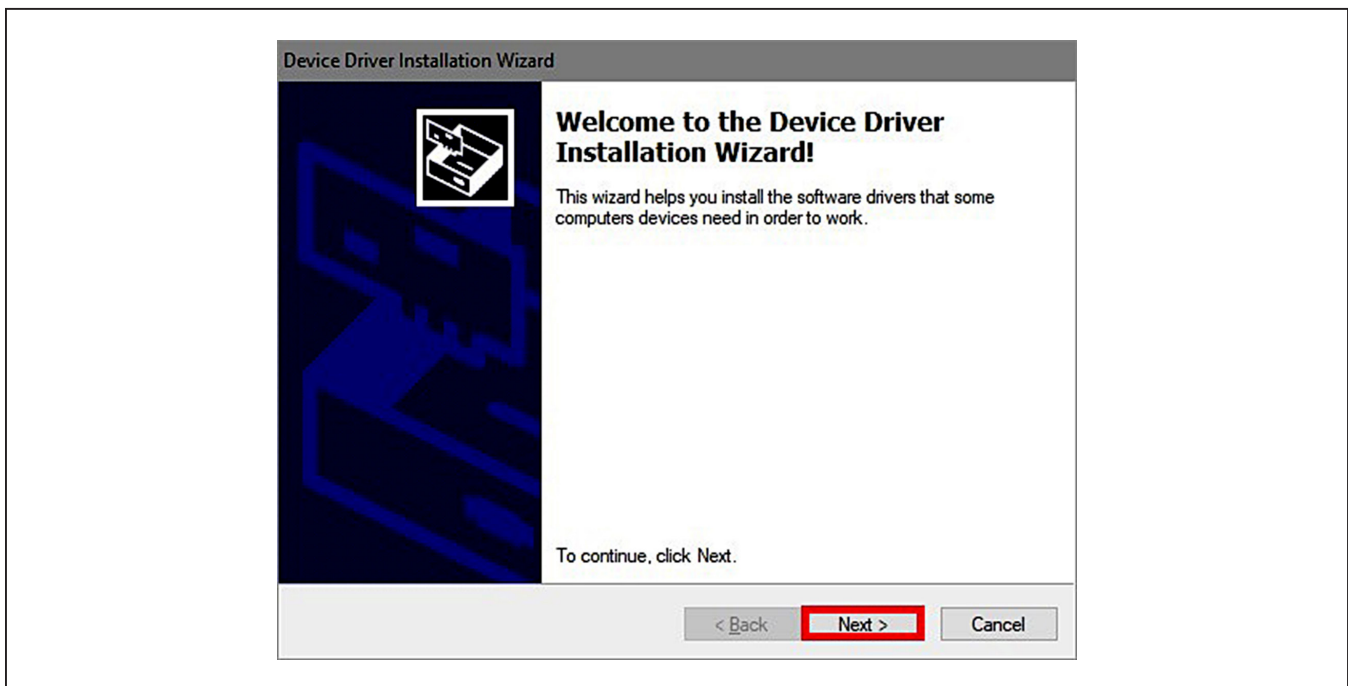 Device Driver Installation Wizard
Welcome to the Device Driver
Installation Wizard!
This wizard helps you install the software drivers that some
computers devices need in order to work.
To continue, click Next.
< Back Next > Cancel